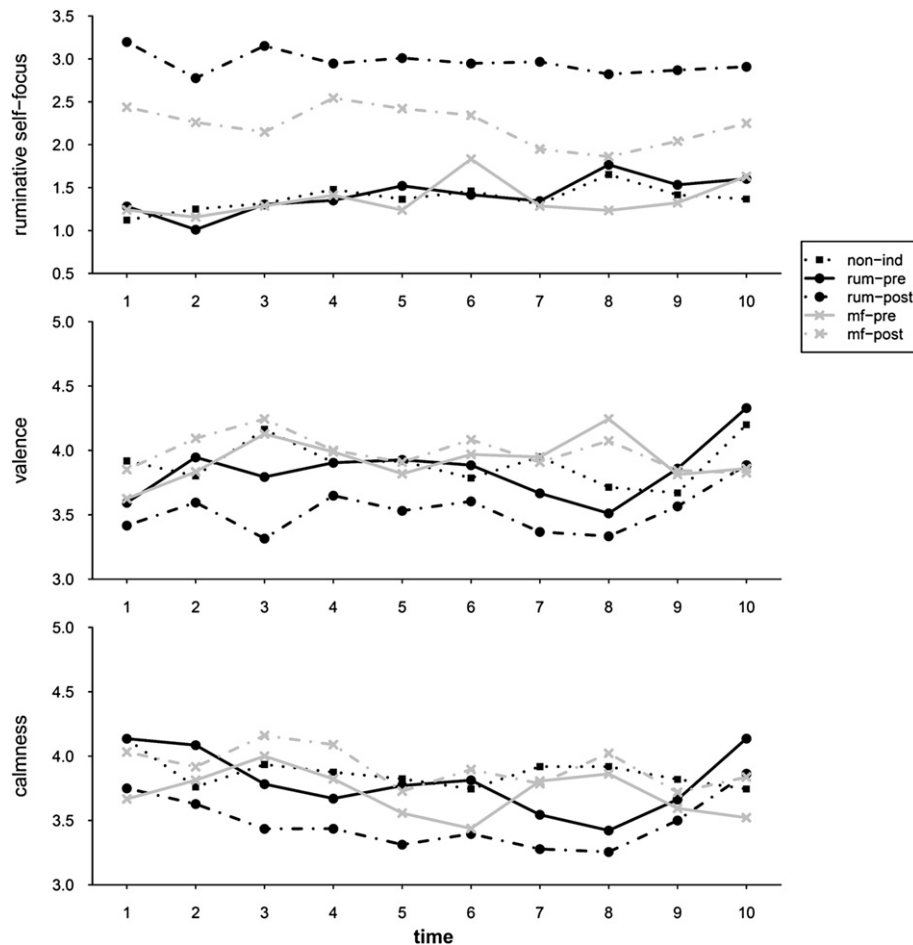 ruminative self-focus
3.5
3.0
2.5
2.0
1.5
1.0
0.5
1 2 3 4 5 6 7 8 9 10
valence
5.0
4.5
4.0
3.5
3.0
1 2 3 4 5 6 7 8 9 10
calmness
5.0
4.5
4.0
3.5
3.0
1 2 3 4 5 6 7 8 9 10
time
non-ind
rum-pre
rum-post
mf-pre
mf-post